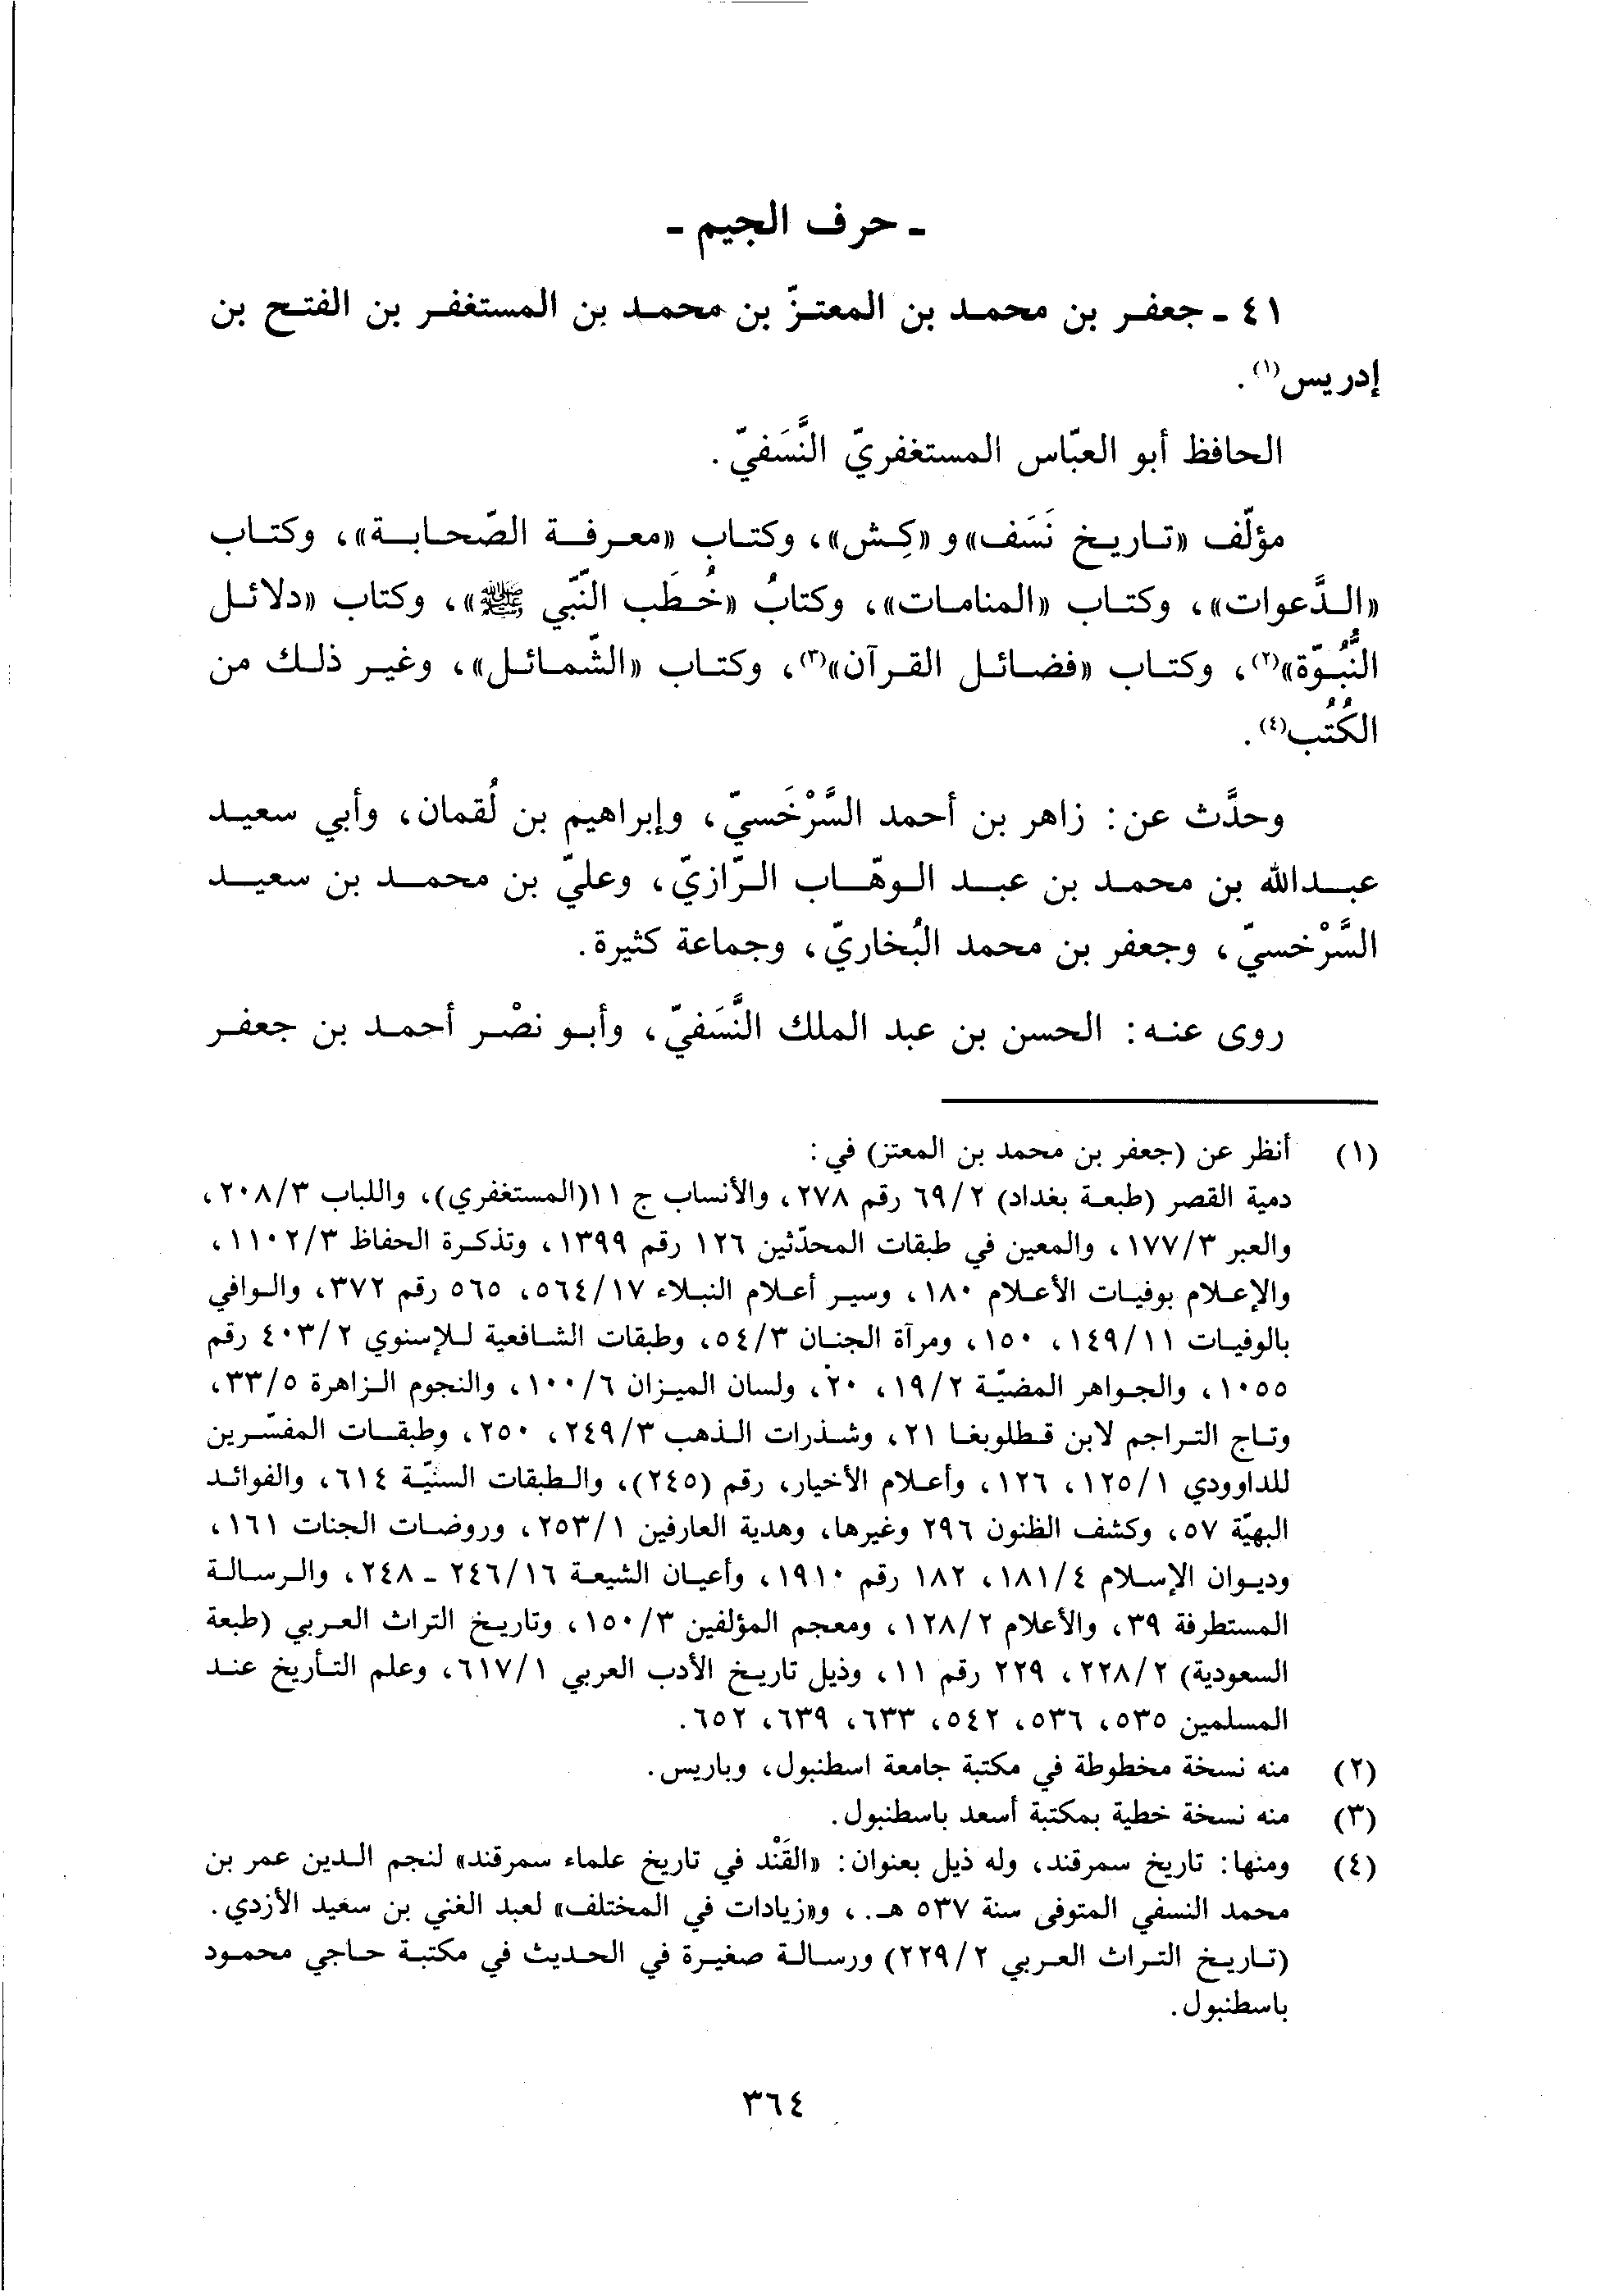 ـ حرف الجيم ـ
٤١ ـ جعفر بن محمد بن المعتزّ بن محمد بن المستغفر بن الفتح بن
إدريس(١).
الحافظ أبو العبّاس المستغفريّ النَّسَفيّ.
مؤلّف «تاريخ نَسَف» و «كِش»، وكتاب «معرفة الصّحابة»، وكتاب
«الدَّعوات»، وكتاب «المنامات»، وكتابُ «خُطَب النّبي ﷺ»، وكتاب «دلائل
النُّبُوّة»(٢)، وكتاب «فضائل القرآن»(٣)، وكتاب «الشّمائل»، وغير ذلك من
الكُتُب(٤).
وحدَّث عن: زاهر بن أحمد السَّرْخَسيّ، وإبراهيم بن لُقمان، وأبي سعيد
عبدالله بن محمد بن عبد الوهّاب الرّازيّ، وعليّ بن محمد بن سعيد
السَّرْخسيّ، وجعفر بن محمد البُخاريّ، وجماعة كثيرة.
روى عنه: الحسن بن عبد الملك النَّسَفيّ، وأبو نصْر أحمد بن جعفر
(١) أنظر عن (جعفر بن محمد بن المعتز) في:
دمية القصر (طبعة بغداد) ٦٩/٢ رقم ٢٧٨، والأنساب ج ١١(المستغفري)، واللباب ٢٠٨/٣،
والعبر ١٧٧/٣، والمعين في طبقات المحدّثين ١٢٦ رقم ١٣٩٩، وتذكرة الحفاظ ١١٠٢/٣،
والإعلام بوفيات الأعلام ١٨٠، وسير أعلام النبلاء ٥٦٤/١٧، ٥٦٥ رقم ٣٧٢، والوافي
بالوفيات ١٤٩/١١، ١٥٠، ومرآة الجنان ٥٤/٣، وطبقات الشافعية للإسنوي ٤٠٣/٢ رقم
١٠٥٥، والجواهر المضيّة ١٩/٢، ٢٠، ولسان الميزان ١٠٠/٦، والنجوم الزاهرة ٣٣/٥،
وتاج التراجم لابن قطلوبغا ٢١، وشذرات الذهب ٢٤٩/٣، ٢٥٠، وطبقات المفسّرين
للداوودي ١٢٥/١، ١٢٦، وأعلام الأخيار، رقم (٢٤٥)، والطبقات السنيّة ٦١٤، والفوائد
البهيّة ٥٧، وكشف الظنون ٢٩٦ وغيرها، وهدية العارفين ٢٥٣/١، وروضات الجنات ١٦١،
وديوان الإسلام ١٨١/٤، ١٨٢ رقم ١٩١٠، وأعيان الشيعة ٢٤٦/١٦ ـ ٢٤٨، والرسالة
المستطرفة ٣٩، والأعلام ١٢٨/٢، ومعجم المؤلفين ١٥٠/٣، وتاريخ التراث العربي (طبعة
السعودية) ٢٢٨/٢، ٢٢٩ رقم ١١، وذيل تاريخ الأدب العربي ٦١٧/١، وعلم التأريخ عند
المسلمين ٥٣٥، ٥٣٦، ٥٤٢، ٦٣٣، ٦٣٩، ٦٥٢.
(٢) منه نسخة مخطوطة في مكتبة جامعة اسطنبول، وباريس.
(٣) منه نسخة خطية بمكتبة أسعد باسطنبول.
(٤) ومنها: تاريخ سمرقند، وله ذيل بعنوان: «القَنْد في تاريخ علماء سمرقند» لنجم الدين عمر بن
محمد النسفي المتوفى سنة ٥٣٧ هـ.، و«زيادات في المختلف» لعبد الغني بن سعيد الأزدي.
(تاريخ التراث العربي ٢٢٩/٢) ورسالة صغيرة في الحديث في مكتبة حاجي محمود
باسطنبول.
٣٦٤